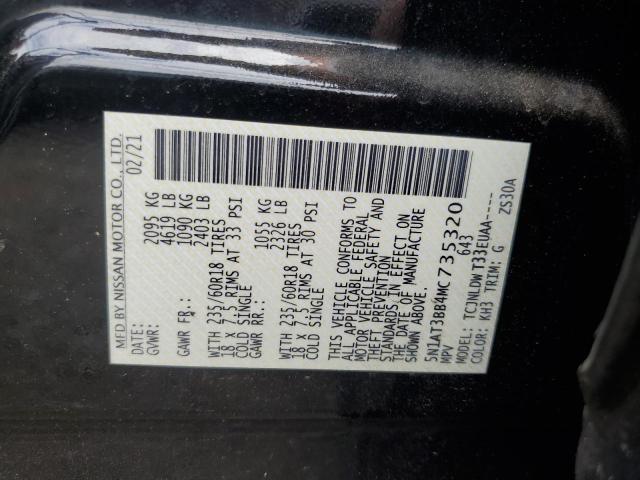 MFD BY NISSAN MOTOR CO., LTD.
DATE: 02/21
GVWR: 2095 KG
4619 LB
GAWR FR.: 1090 KG
2403 LB
WITH 235/60R18 TIRES
18 X 7.5 RIMS AT 33 PSI
COLD SINGLE
GAWR RR.: 1055 KG
2326 LB
WITH 235/60R18 TIRES
18 X 7.5 RIMS AT 30 PSI
COLD SINGLE
THIS VEHICLE CONFORMS TO
ALL APPLICABLE FEDERAL
MOTOR VEHICLE SAFETY AND
THEFT PREVENTION
STANDARDS IN EFFECT ON
THE DATE OF MANUFACTURE
SHOWN ABOVE.
5N1AT3BB4MC735320
MPV 643
MODEL: TCJNLDWT33EUAA----
COLOR: KH3 TRIM: G ZS30A